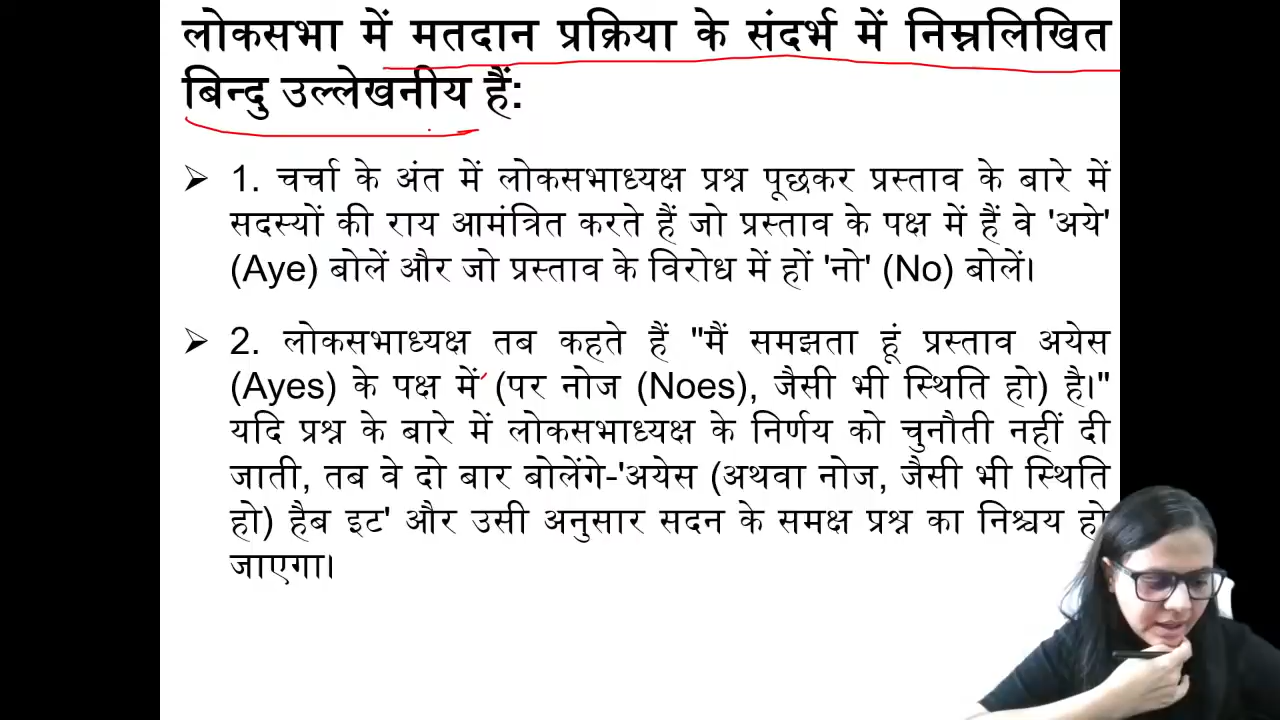 लोकसभा में मतदान प्रक्रिया के संदर्भ में निम्नलिखित
बिन्दु उल्लेखनीय हैं:
➢ 1. चर्चा के अंत में लोकसभाध्यक्ष प्रश्न पूछकर प्रस्ताव के बारे में
सदस्यों की राय आमंत्रित करते हैं जो प्रस्ताव के पक्ष में हैं वे 'अये'
(Aye) बोलें और जो प्रस्ताव के विरोध में हों 'नो' (No) बोलें।
➢ 2. लोकसभाध्यक्ष तब कहते हैं "मैं समझता हूं प्रस्ताव अयेस
(Ayes) के पक्ष में (पर नोज (Noes), जैसी भी स्थिति हो) है।"
यदि प्रश्न के बारे में लोकसभाध्यक्ष के निर्णय को चुनौती नहीं दी
जाती, तब वे दो बार बोलेंगे-'अयेस (अथवा नोज, जैसी भी स्थिति
हो) हैब इट' और उसी अनुसार सदन के समक्ष प्रश्न का निश्चय हो
जाएगा।